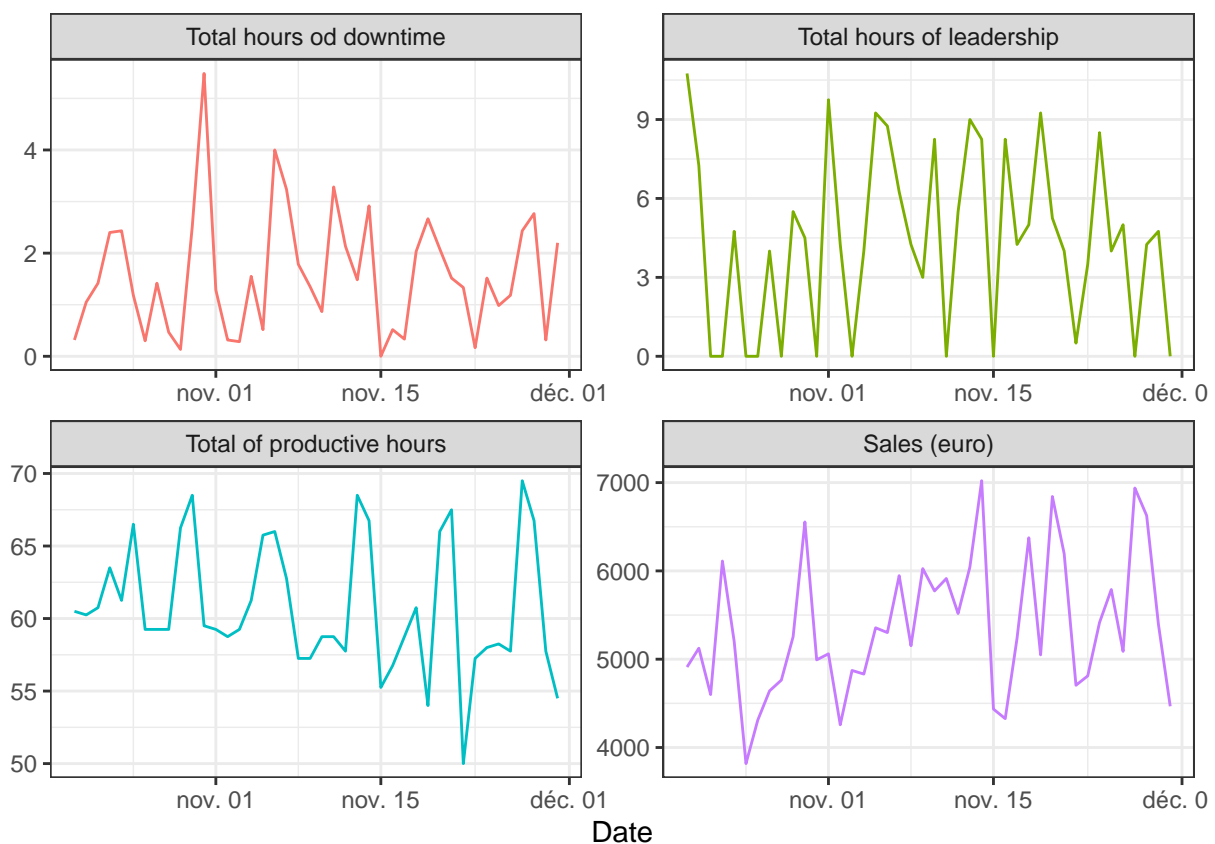 Total hours od downtime
Total hours of leadership
4
2
0
9
6
3
0
nov. 01
nov. 15
déc. 01
nov. 01
nov. 15
déc. 0
Total of productive hours
Sales (euro)
70
65
60
55
50
7000
6000
5000
4000
nov. 01
nov. 15
déc. 01
nov. 01
nov. 15
déc. 0
Date